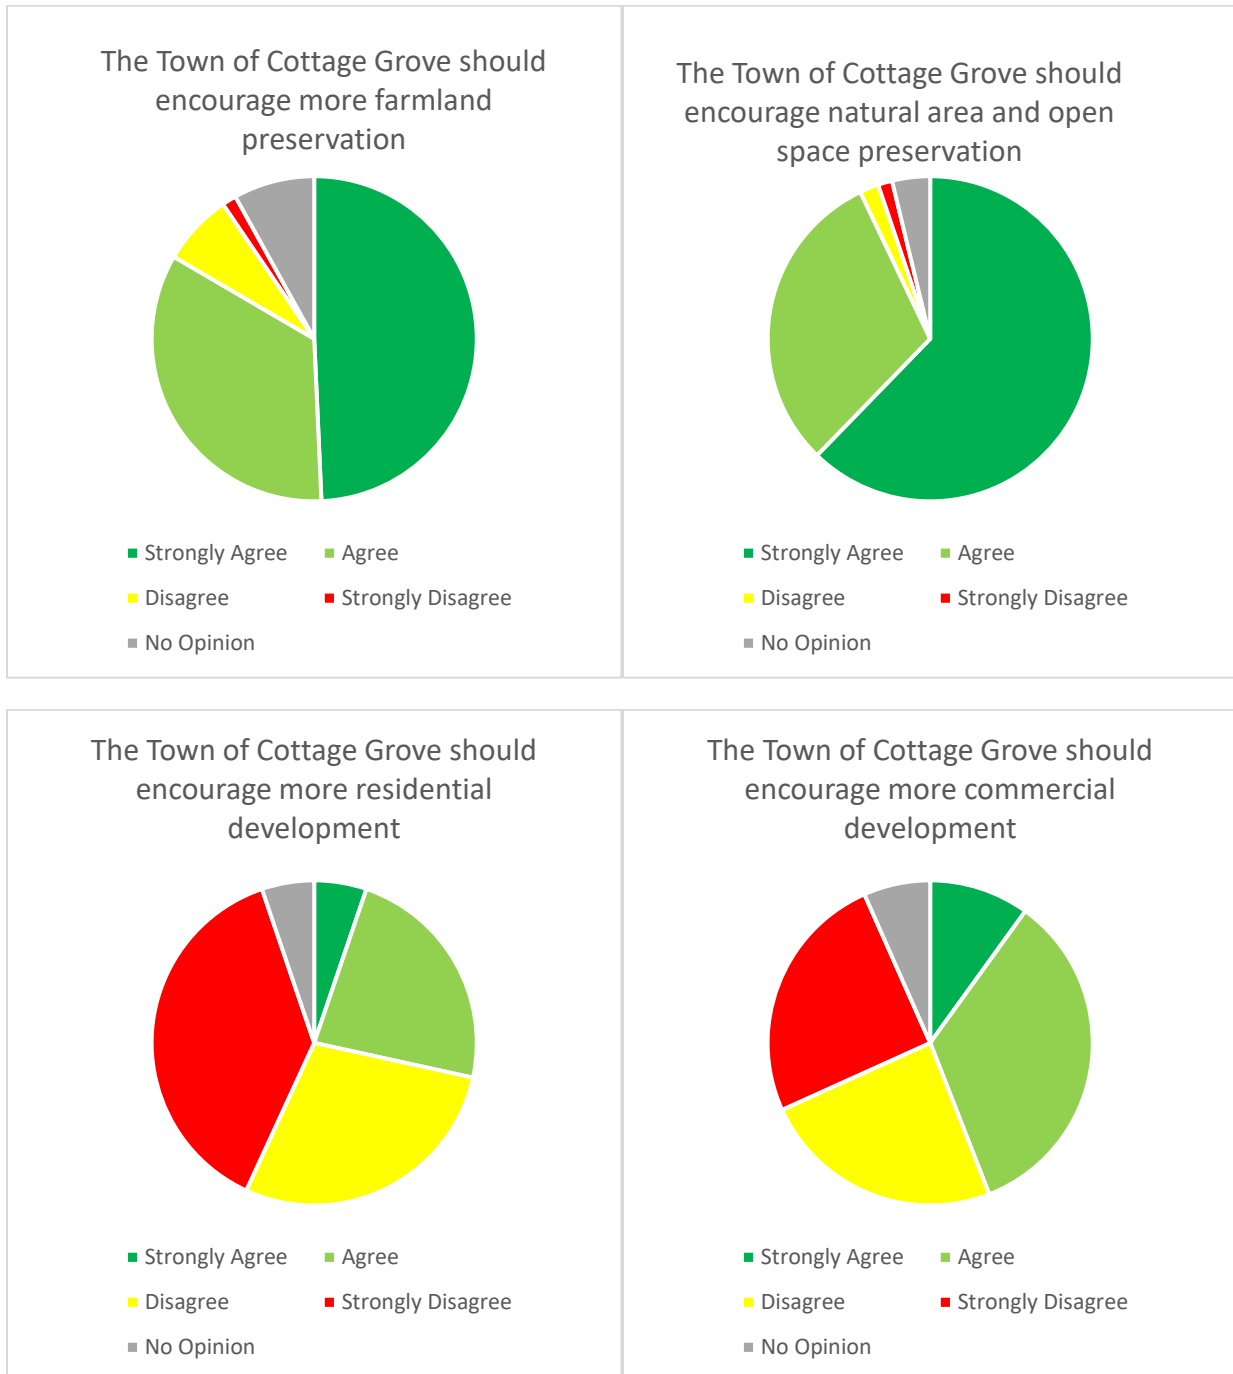 The Town of Cottage Grove should
encourage more farmland
preservation
Strongly Agree
Agree
Disagree
Strongly Disagree
No Opinion
The Town of Cottage Grove should
encourage natural area and open
space preservation
Strongly Agree
Agree
Disagree
Strongly Disagree
No Opinion
The Town of Cottage Grove should
encourage more residential
development
Strongly Agree
Agree
Disagree
Strongly Disagree
No Opinion
The Town of Cottage Grove should
encourage more commercial
development
Strongly Agree
Agree
Disagree
Strongly Disagree
No Opinion